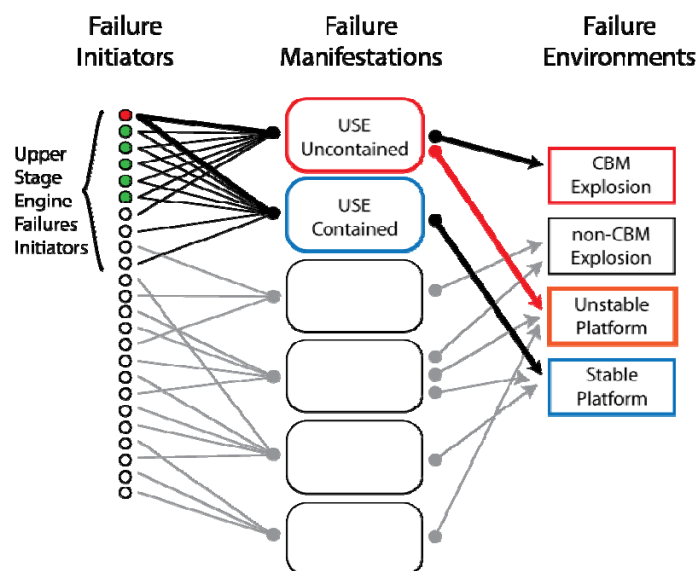 Failure
Initiators
Failure
Manifestations
Failure
Environments
Upper
Stage
Engine
Failures
Initiators
USE
Uncontained
USE
Contained
CBM
Explosion
non-CBM
Explosion
Unstable
Platform
Stable
Platform